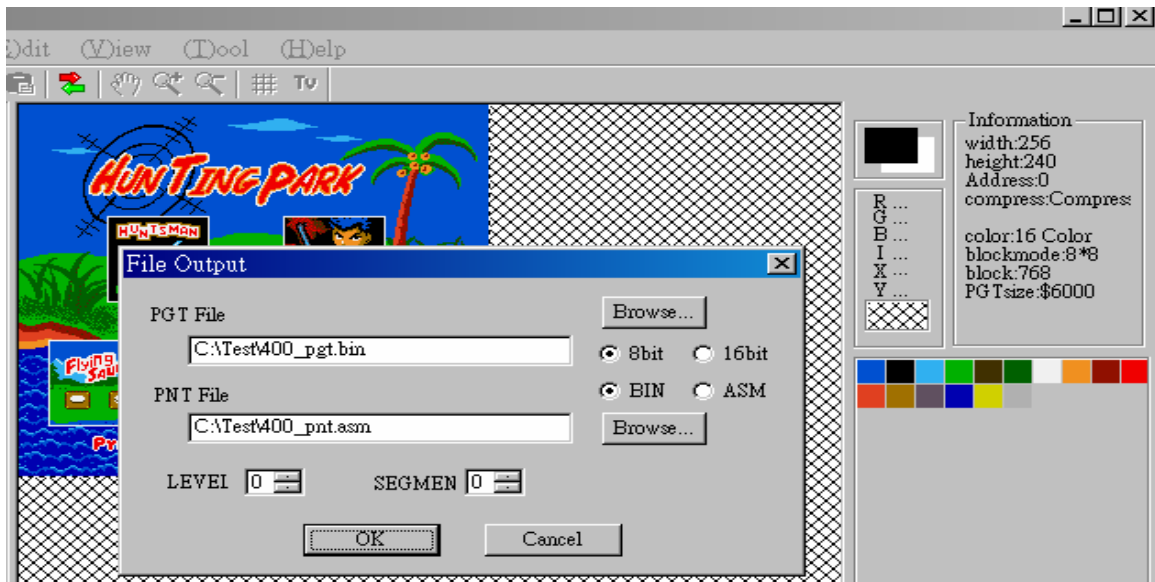 )dit (V)iew (T)ool (H)elp
TV
HUNTING PARK
HUNTSMAN
Information
width:256
height:240
Address:0
compress:Compres
color:16 Color
blockmode:8*8
block:768
PGTsize:$6000
R ...
G ...
B ...
I ...
X ...
Y ...
File Output
PGT File
Browse...
C:\Test\400_pgt.bin
8bit 16bit
BIN ASM
PNT File
C:\Test\400_pnt.asm
Browse...
LEVEL 0 SEGMEN 0
OK Cancel
FLYING
SAU
Pr